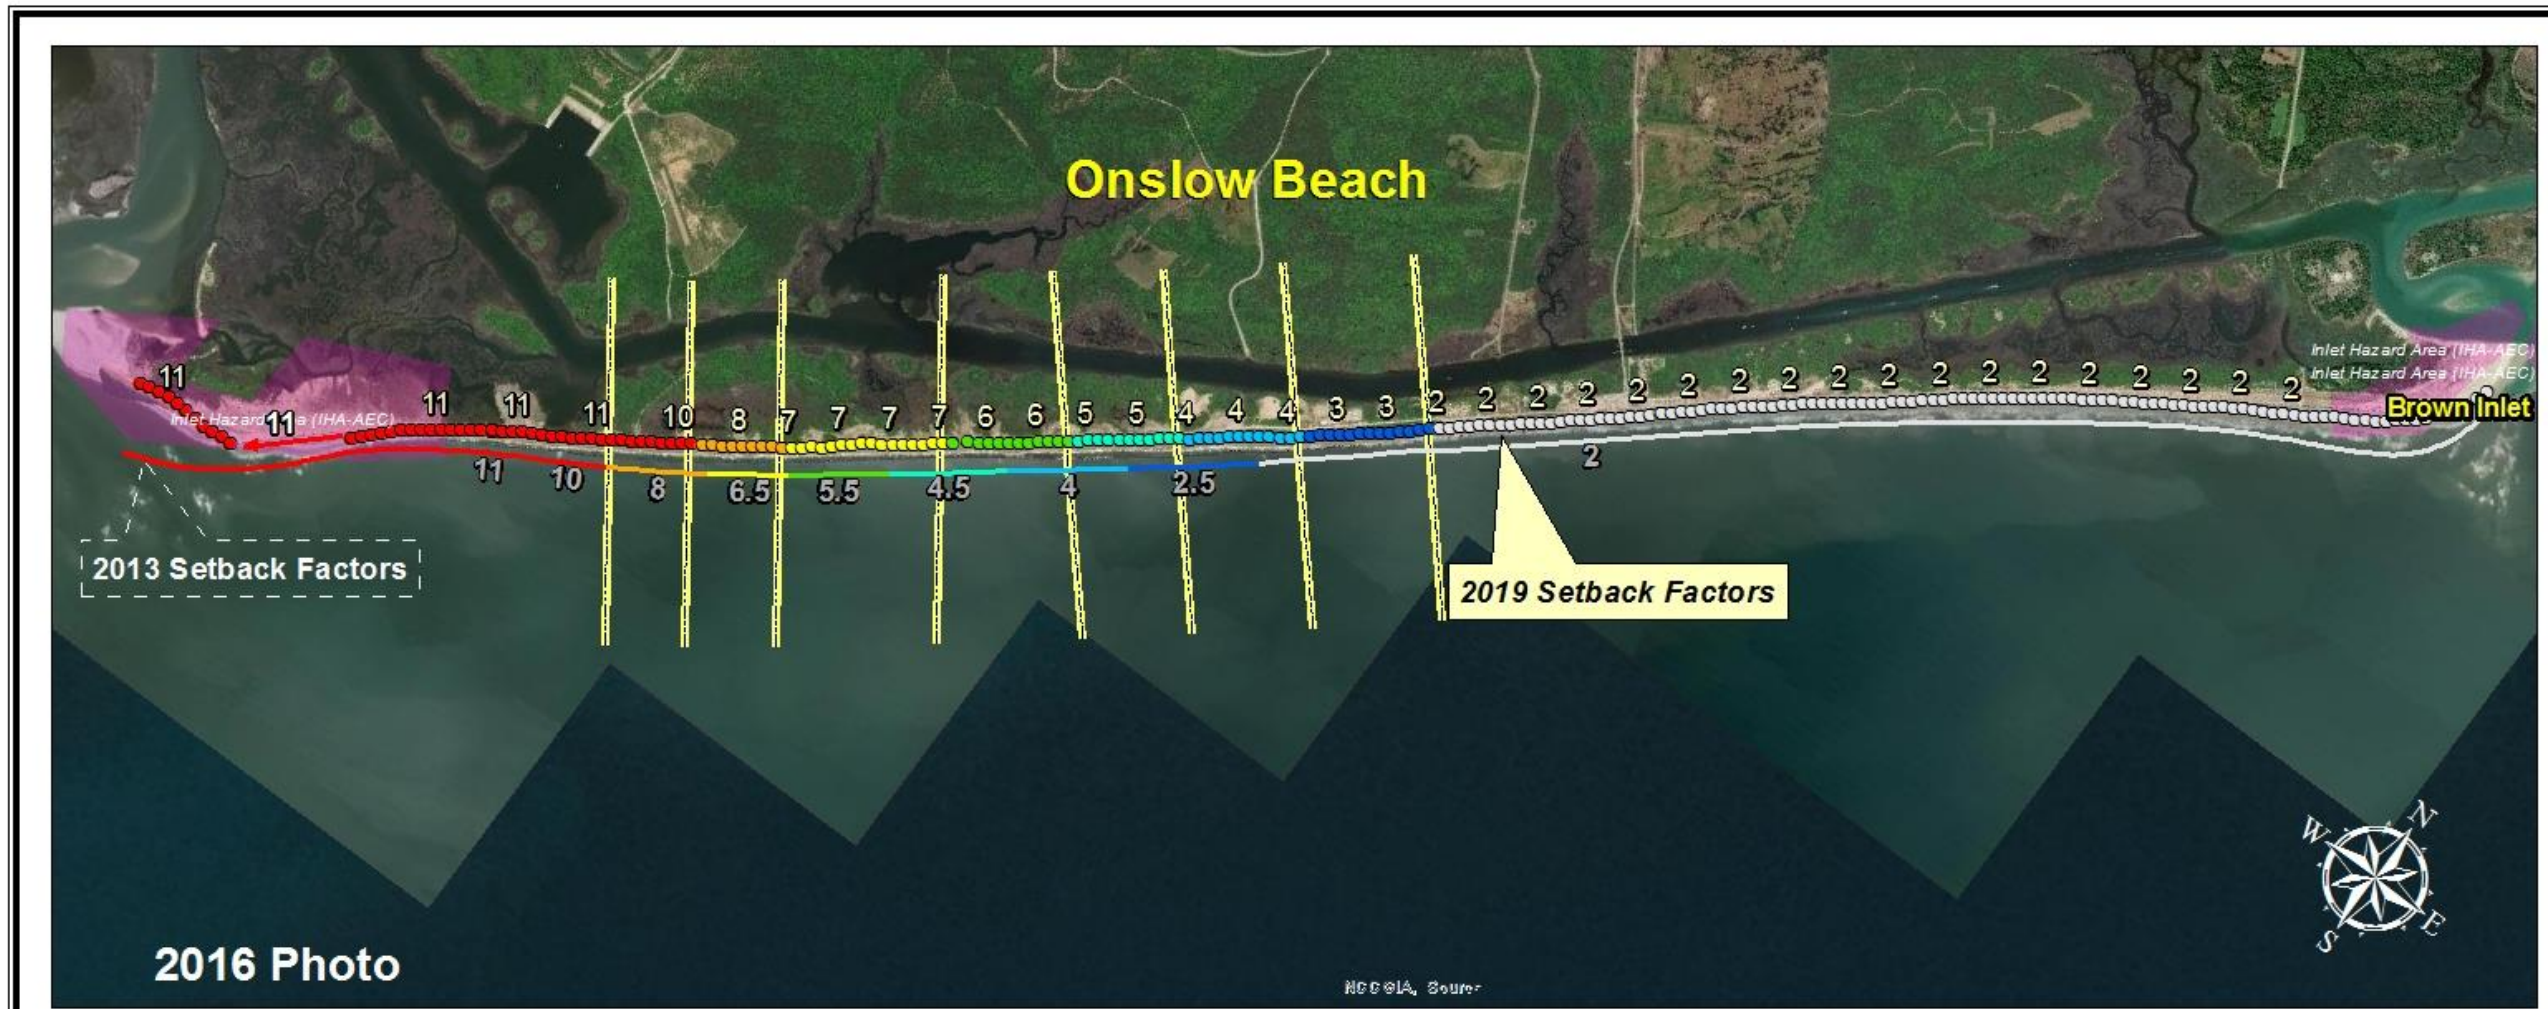 Onslow Beach
Inlet Hazard Area (IHA-AEC)
Inlet Hazard Area (IHA-AEC)
Brown Inlet
11
Inlet Hazard Area (IHA-AEC)
11
11 11 11 10 8 7 7 7 7 6 6 5 5 4 4 4 3 3 2 2 2 2 2 2 2 2 2 2 2 2 2 2 2 2 2 2
11 10 8 6.5 5.5 4.5 4 2.5 2
2013 Setback Factors
2019 Setback Factors
W N
S E
2016 Photo